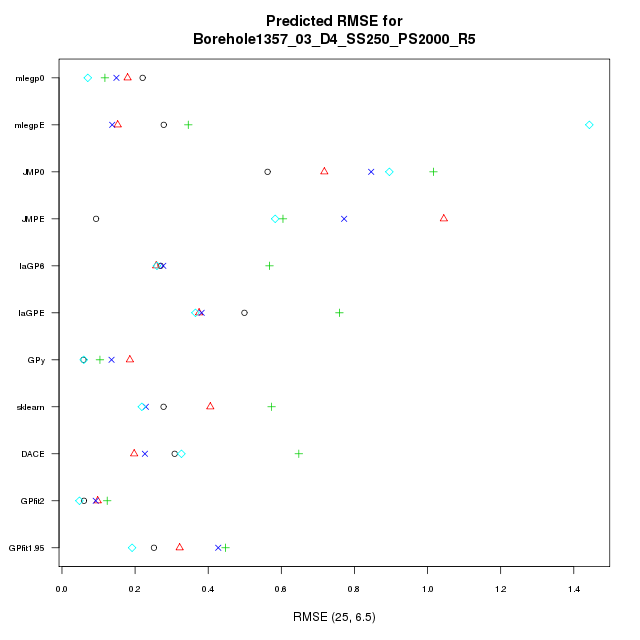 Predicted RMSE for
Borehole1357_03_D4_SS250_PS2000_R5
mlegp0
mlegpE
JMP0
JMPE
laGP6
laGPE
GPy
sklearn
DACE
GPfit2
GPfit1.95
0.0 0.2 0.4 0.6 0.8 1.0 1.2 1.4
RMSE (25, 6.5)